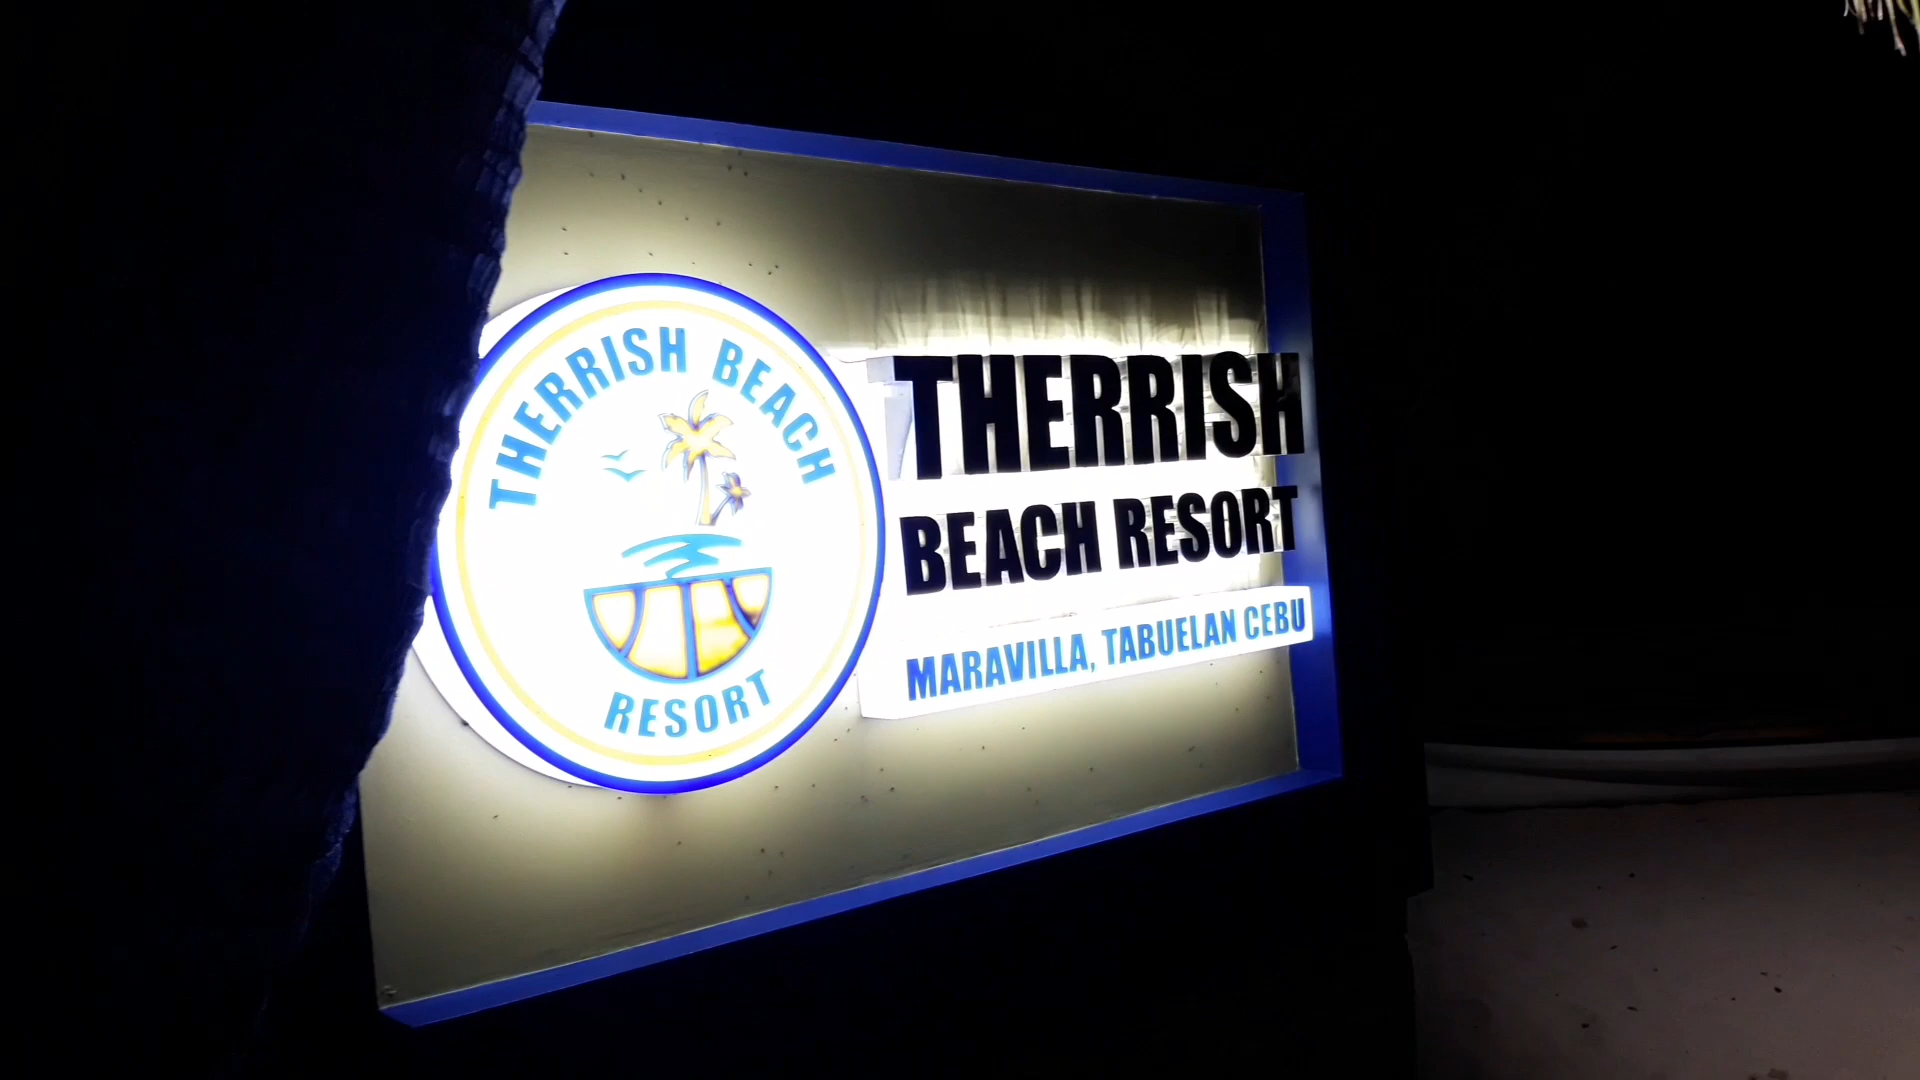 THERRISH BEACH
RESORT
THERRISH
BEACH RESORT
MARAVILLA, TABUELAN CEBU